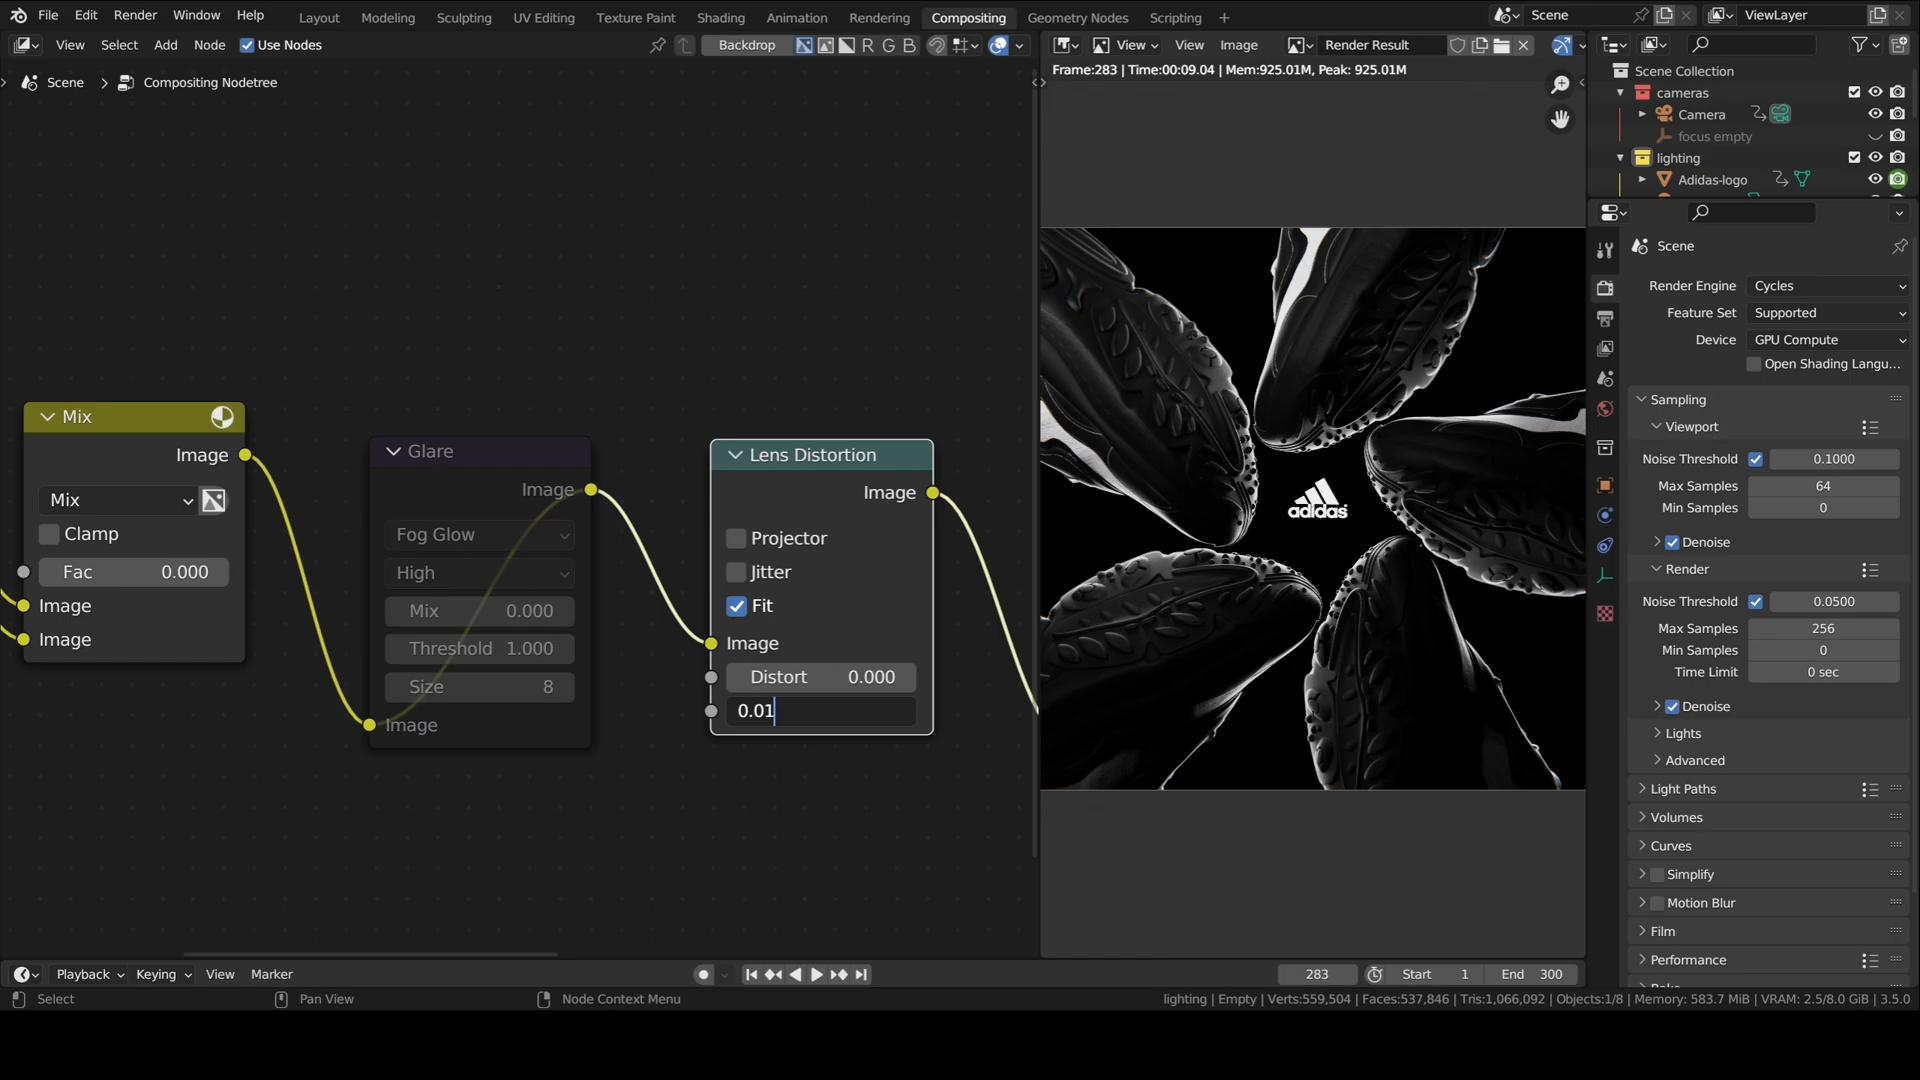 File Edit Render Window Help Layout Modeling Sculpting UV Editing Texture Paint Shading Animation Rendering Compositing Geometry Nodes Scripting + Scene ViewLayer
View Select Add Node Use Nodes Backdrop R G B View View Image Render Result
Scene > Compositing Nodetree
Frame:283 | Time:00:09.04 | Mem:925.01M, Peak: 925.01M
Mix
Image
Mix
Clamp
Fac 0.000
Image
Image
Glare
Image
Fog Glow
High
Mix 0.000
Threshold 1.000
Size 8
Image
Lens Distortion
Image
Projector
Jitter
Fit
Image
Distort 0.000
0.01
adidas
Scene Collection
cameras
Camera
focus empty
lighting
Adidas-logo
Scene
Render Engine Cycles
Feature Set Supported
Device GPU Compute
Open Shading Langu...
Sampling
Viewport
Noise Threshold 0.1000
Max Samples 64
Min Samples 0
Denoise
Render
Noise Threshold 0.0500
Max Samples 256
Min Samples 0
Time Limit 0 sec
Denoise
Lights
Advanced
Light Paths
Volumes
Curves
Simplify
Motion Blur
Film
Performance
Playback Keying View Marker 283 Start 1 End 300
Select Pan View Node Context Menu lighting | Empty | Verts:559,504 | Faces:537,846 | Tris:1,066,092 | Objects:1/8 | Memory: 583.7 MiB | VRAM: 2.5/8.0 GiB | 3.5.0